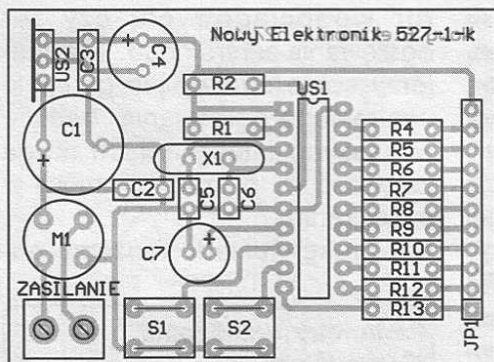 Nowy Elektronik 527-1-k
US2
C3
C4
R2
US1
C1
R1
R4
X1
R5
R6
C2
C5
C6
R7
R8
M1
R9
C7
R10
R11
ZASILANIE
R12
S1
S2
R13
JP1